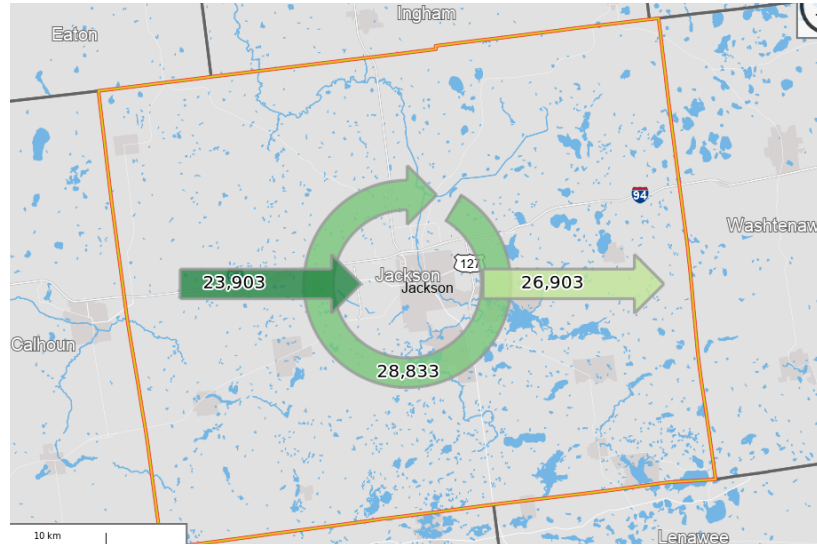 Ingham
Eaton
94
Washtenaw
127
Jackson
Jackson
23,903
26,903
Calhoun
28,833
10 km
Lenawee